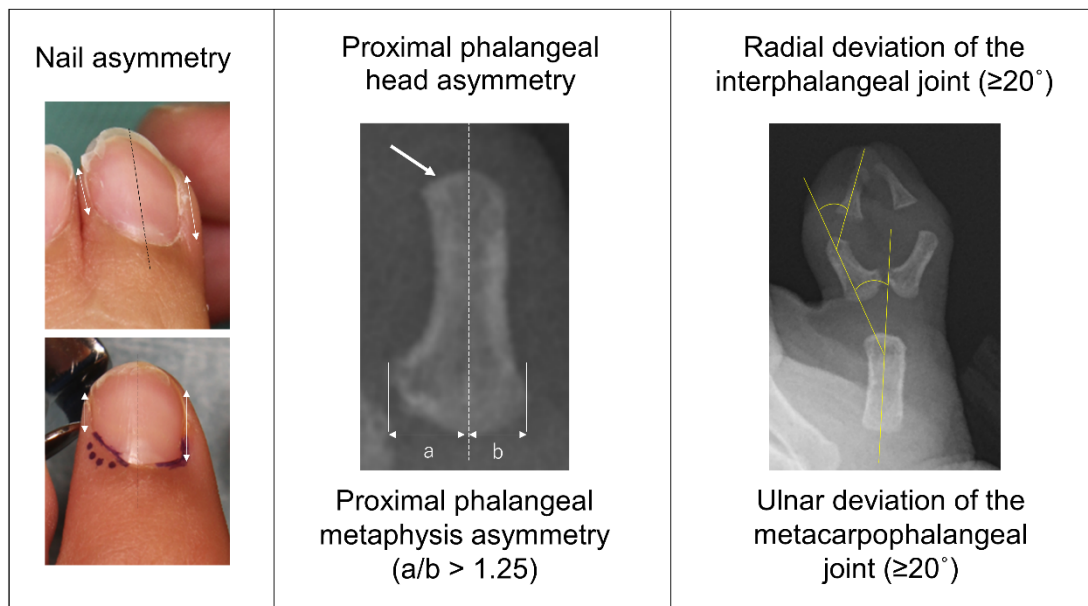 Nail asymmetry
Proximal phalangeal
head asymmetry
a
b
Proximal phalangeal
metaphysis asymmetry
(a/b > 1.25)
Radial deviation of the
interphalangeal joint (≥20˚)
Ulnar deviation of the
metacarpophalangeal
joint (≥20˚)